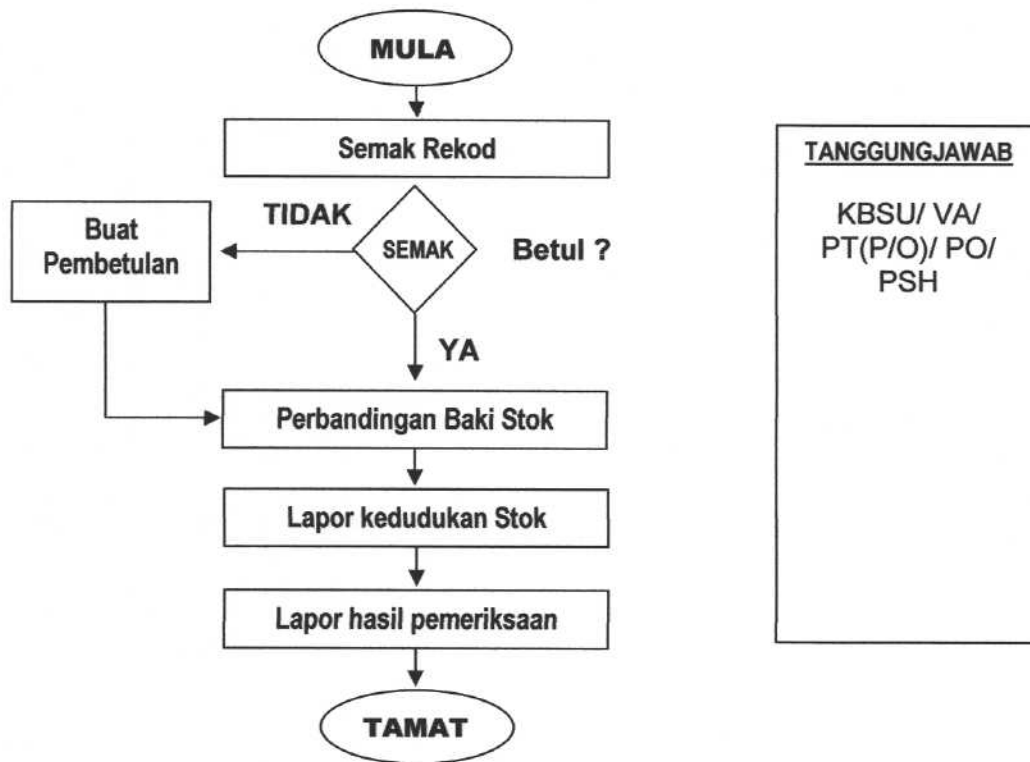 MULA
Semak Rekod
TIDAK
Buat
Pembetulan
SEMAK
Betul ?
YA
Perbandingan Baki Stok
Lapor kedudukan Stok
Lapor hasil pemeriksaan
TAMAT
TANGGUNGJAWAB
KBSU/ VA/
PT(P/O)/ PO/
PSH